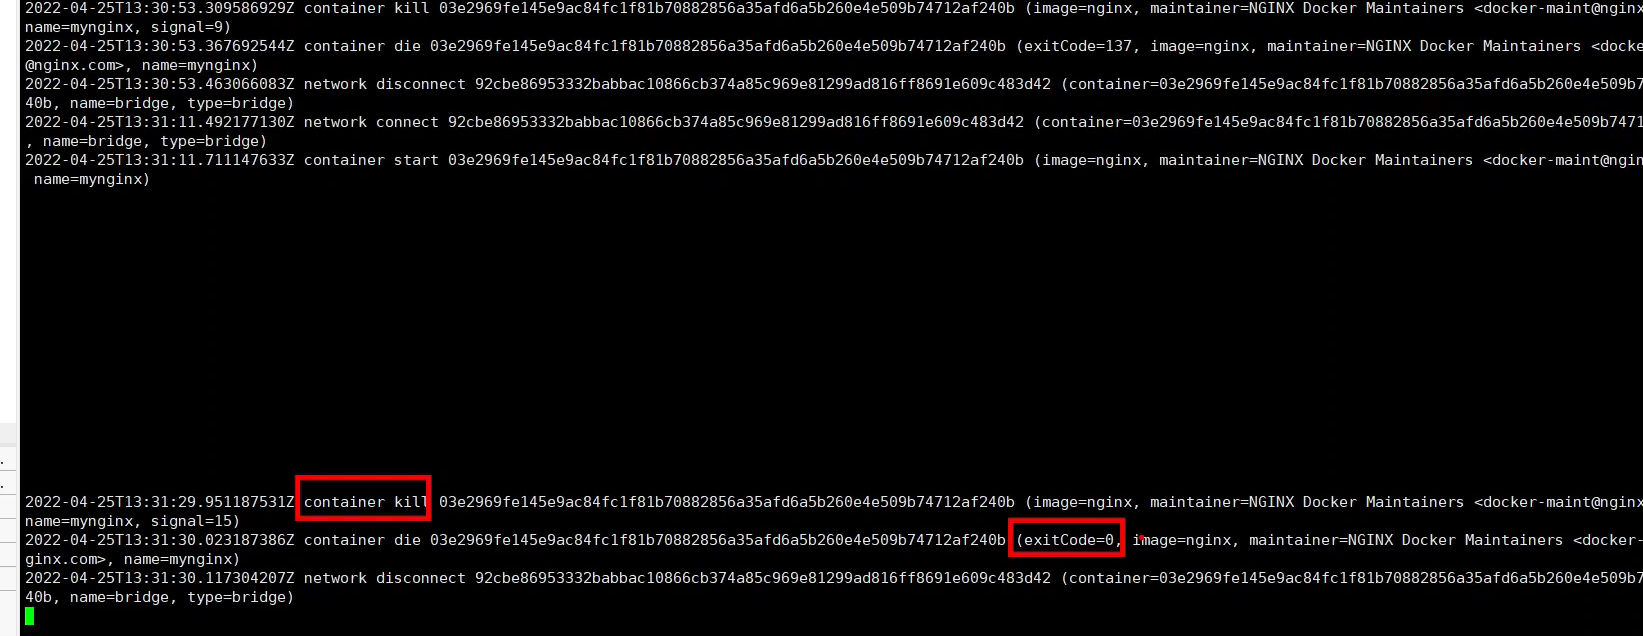 2022-04-25T13:30:53.309586929Z container kill 03e2969fe145e9ac84fc1f81b70882856a35afd6a5b260e4e509b74712af240b (image=nginx, maintainer=NGINX Docker Maintainers <docker-maint@nginx
name=mynginx, signal=9)
2022-04-25T13:30:53.367692544Z container die 03e2969fe145e9ac84fc1f81b70882856a35afd6a5b260e4e509b74712af240b (exitCode=137, image=nginx, maintainer=NGINX Docker Maintainers <docke
@nginx.com>, name=mynginx)
2022-04-25T13:30:53.463066083Z network disconnect 92cbe86953332babbac10866cb374a85c969e81299ad816ff8691e609c483d42 (container=03e2969fe145e9ac84fc1f81b70882856a35afd6a5b260e4e509b7
40b, name=bridge, type=bridge)
2022-04-25T13:31:11.492177130Z network connect 92cbe86953332babbac10866cb374a85c969e81299ad816ff8691e609c483d42 (container=03e2969fe145e9ac84fc1f81b70882856a35afd6a5b260e4e509b7471
, name=bridge, type=bridge)
2022-04-25T13:31:11.711147633Z container start 03e2969fe145e9ac84fc1f81b70882856a35afd6a5b260e4e509b74712af240b (image=nginx, maintainer=NGINX Docker Maintainers <docker-maint@ngin
name=mynginx)
2022-04-25T13:31:29.951187531Z container kill 03e2969fe145e9ac84fc1f81b70882856a35afd6a5b260e4e509b74712af240b (image=nginx, maintainer=NGINX Docker Maintainers <docker-maint@nginx
name=mynginx, signal=15)
2022-04-25T13:31:30.023187386Z container die 03e2969fe145e9ac84fc1f81b70882856a35afd6a5b260e4e509b74712af240b (exitCode=0, image=nginx, maintainer=NGINX Docker Maintainers <docker-
ginx.com>, name=mynginx)
2022-04-25T13:31:30.117304207Z network disconnect 92cbe86953332babbac10866cb374a85c969e81299ad816ff8691e609c483d42 (container=03e2969fe145e9ac84fc1f81b70882856a35afd6a5b260e4e509b7
40b, name=bridge, type=bridge)